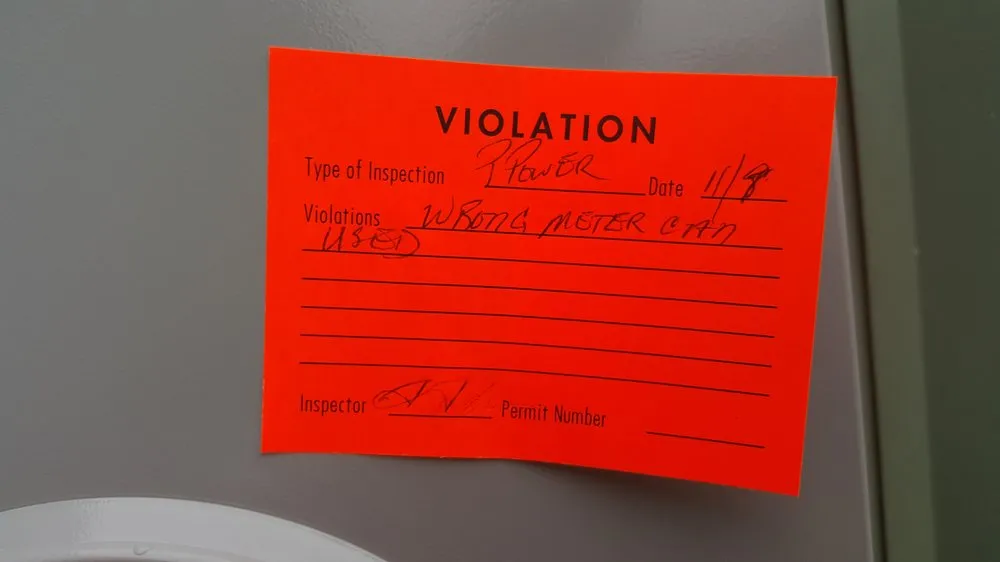 VIOLATION
Type of Inspection POWER Date 11/8
Violations WRONG METER CAN
USED
Inspector Permit Number